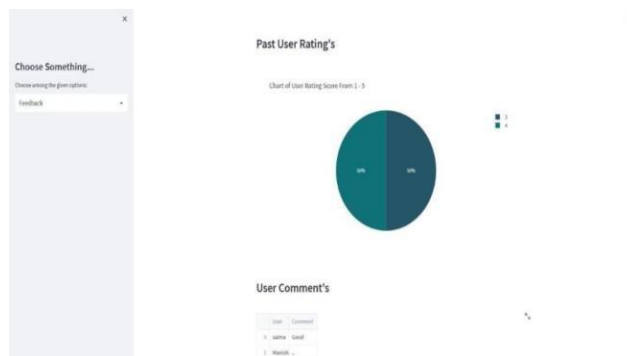 x
Choose Something...
Choose among the given options:
Feedback
Past User Rating's
Chart of User Rating Score From 1 - 5
50%
50%
3
4
User Comment's
User Comment
0 salma Good
1 Manish ...